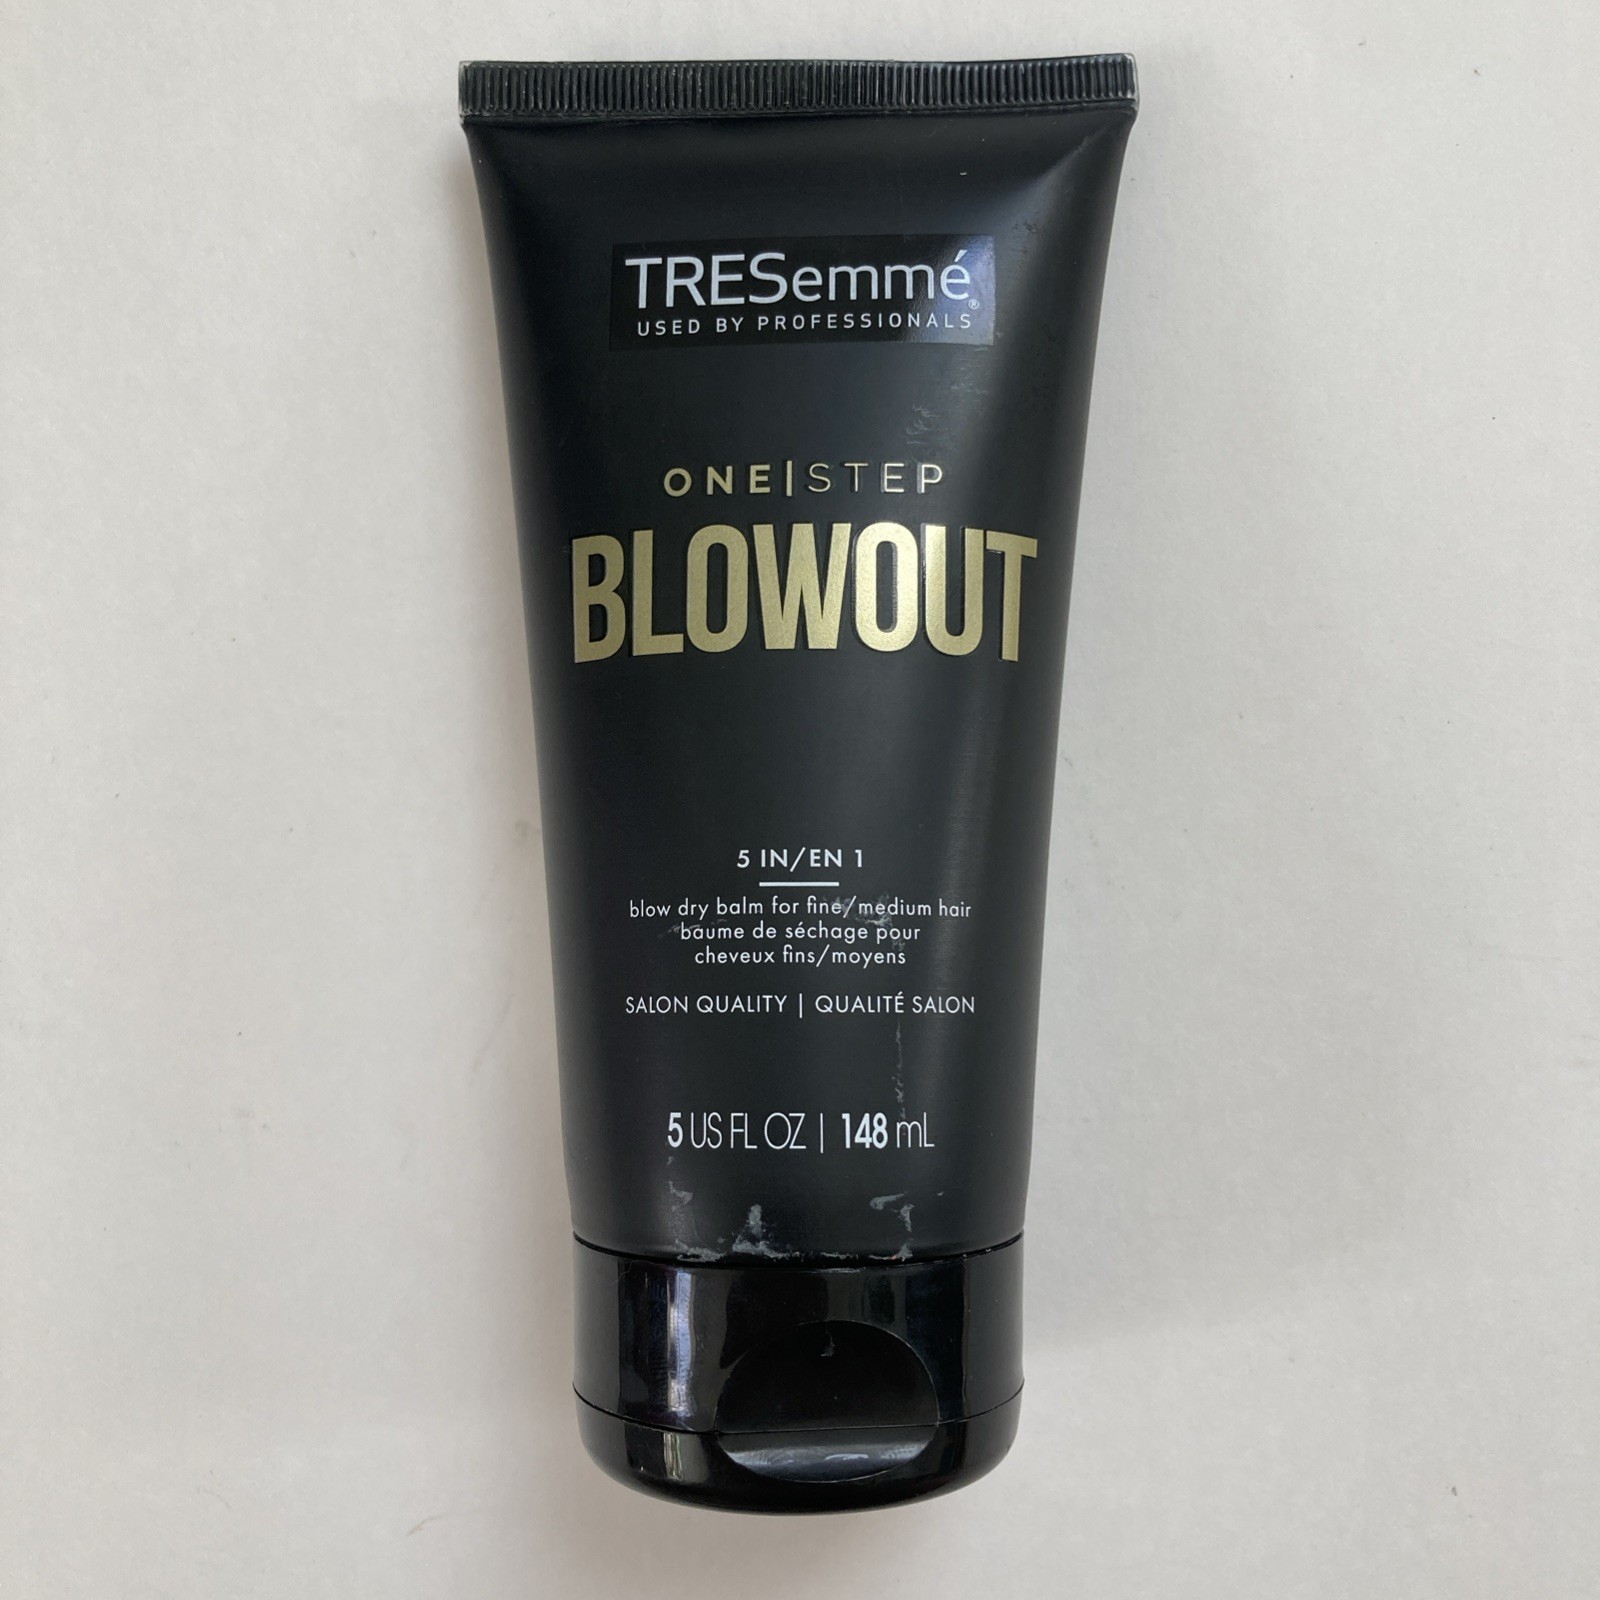 TRESemmé®
USED BY PROFESSIONALS
ONE|STEP
BLOWOUT
5 IN/EN 1
blow dry balm for fine/medium hair
baume de séchage pour
cheveux fins/moyens
SALON QUALITY | QUALITÉ SALON
5 US FL OZ | 148 mL